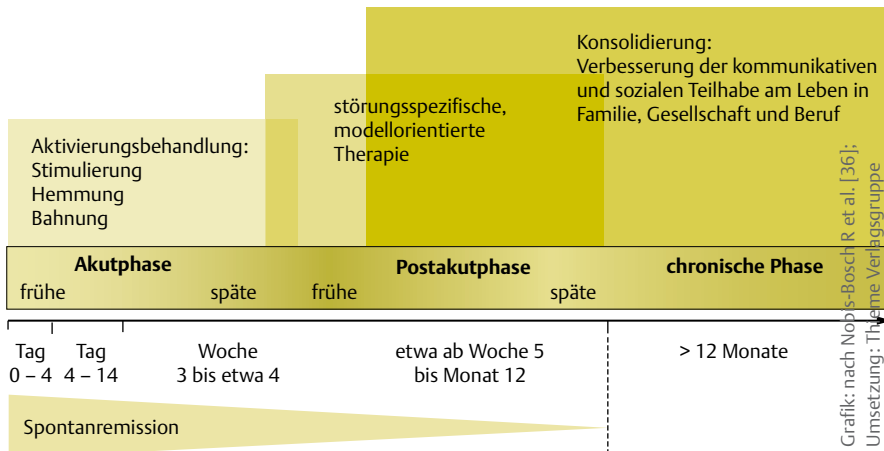 Konsolidierung:
Verbesserung der kommunikativen
und sozialen Teilhabe am Leben in
Familie, Gesellschaft und Beruf
störungsspezifische,
modellorientierte
Therapie
Aktivierungsbehandlung:
Stimulierung
Hemmung
Bahnung
Akutphase
Postakutphase
chronische Phase
frühe
späte
frühe
späte
Tag
0 – 4
Tag
4 – 14
Woche
3 bis etwa 4
etwa ab Woche 5
bis Monat 12
> 12 Monate
Spontanremission
Grafik: nach Nobis-Bosch R et al. [36];
Umsetzung: Thieme Verlagsgruppe